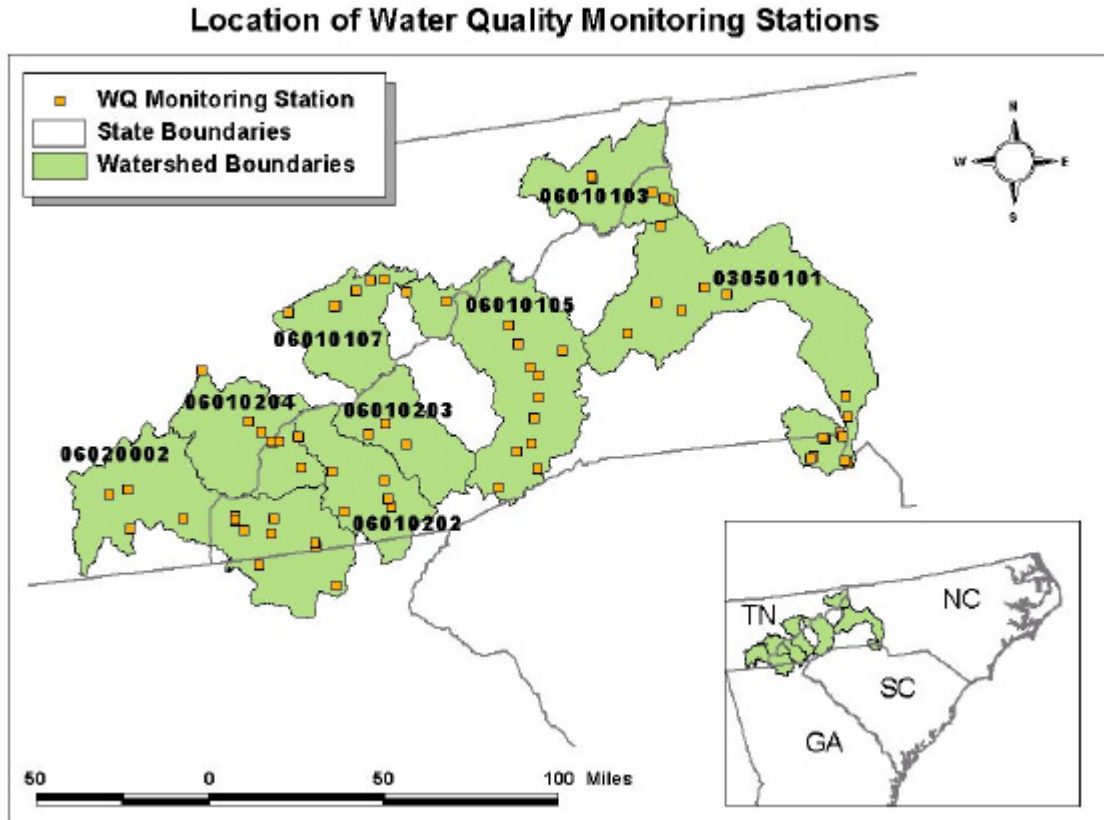 Location of Water Quality Monitoring Stations
WQ Monitoring Station
State Boundaries
Watershed Boundaries
N
W E
S
06010103
03050101
06010105
06010107
06010204
06010203
06020002
06010202
TN
NC
SC
GA
50 0 50 100 Miles